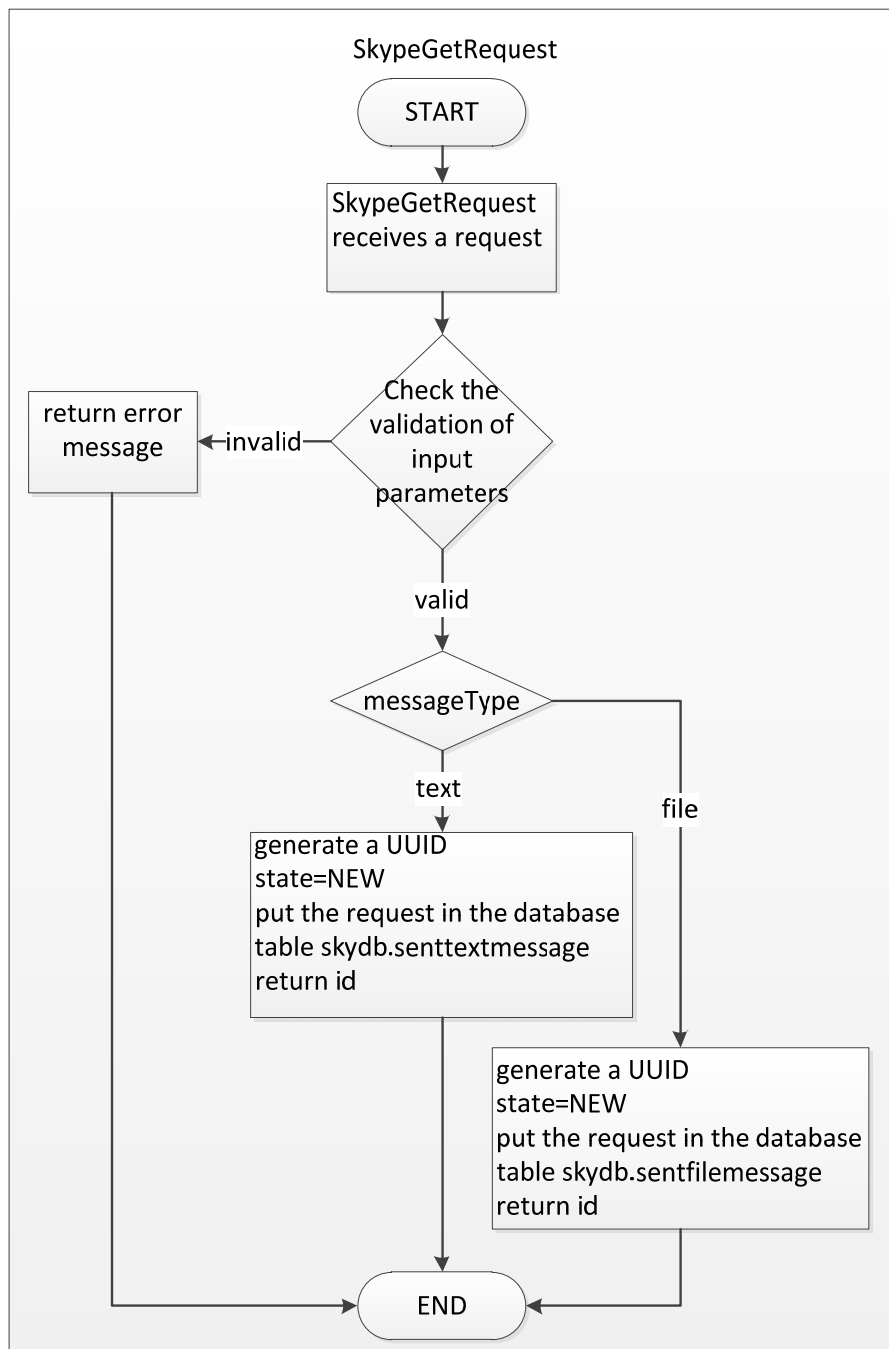 SkypeGetRequest
START
SkypeGetRequest
receives a request
Check the
validation of
input
parameters
invalid
return error
message
valid
messageType
text
file
generate a UUID
state=NEW
put the request in the database
table skydb.senttextmessage
return id
generate a UUID
state=NEW
put the request in the database
table skydb.sentfilemessage
return id
END